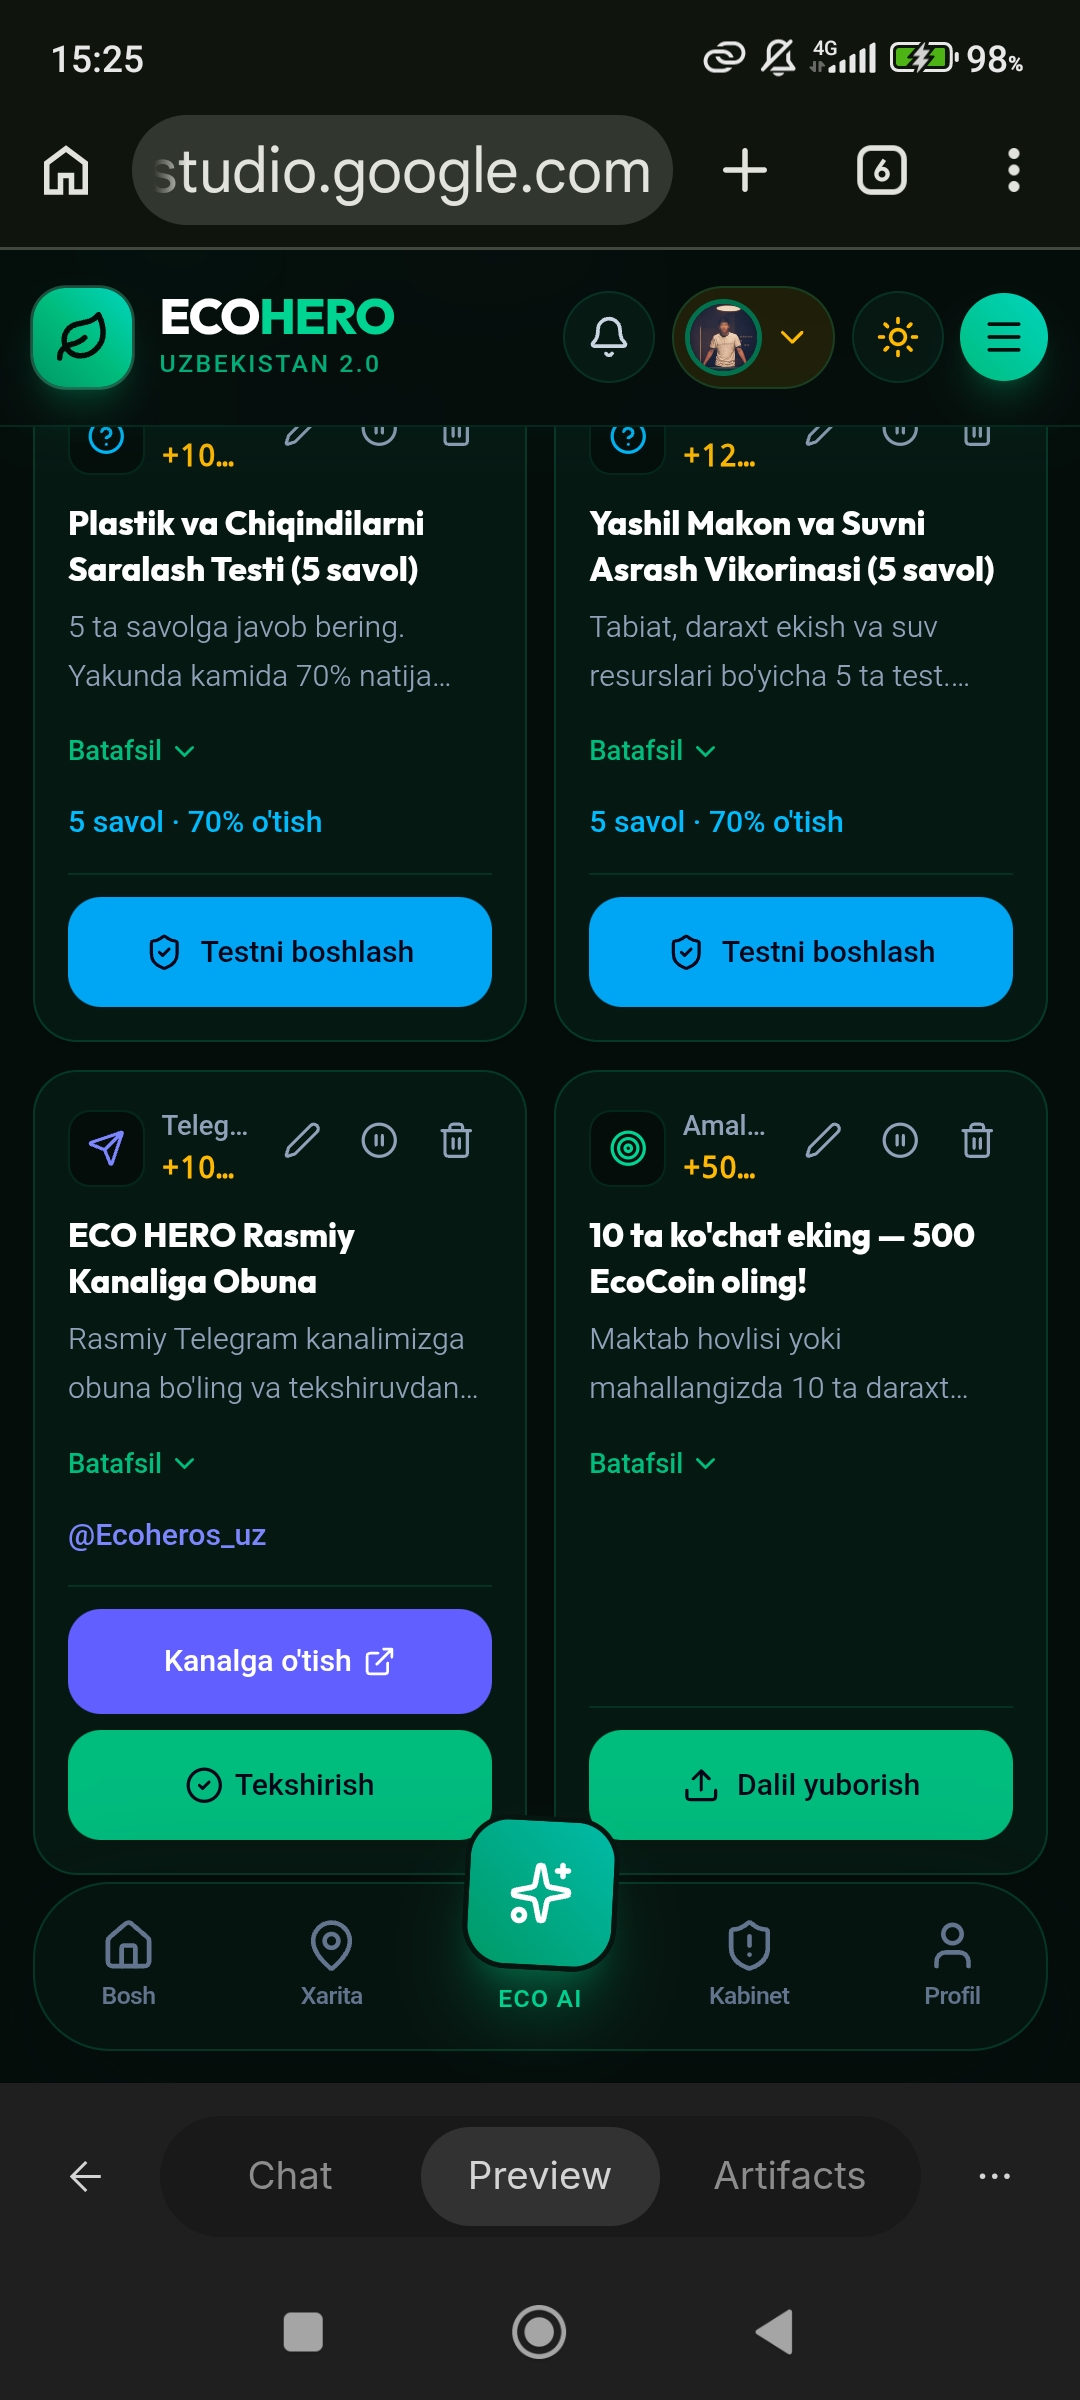 15:25
4G
98%
studio.google.com
6
ECOHERO
UZBEKISTAN 2.0
+10...
+12...
Plastik va Chiqindilarni
Saralash Testi (5 savol)
5 ta savolga javob bering.
Yakunda kamida 70% natija...
Batafsil
5 savol · 70% o'tish
Testni boshlash
Yashil Makon va Suvni
Asrash Vikorinasi (5 savol)
Tabiat, daraxt ekish va suv
resurslari bo'yicha 5 ta test....
Batafsil
5 savol · 70% o'tish
Testni boshlash
Teleg...
+10...
ECO HERO Rasmiy
Kanaliga Obuna
Rasmiy Telegram kanalimizga
obuna bo'ling va tekshiruvdan...
Batafsil
@Ecoheros_uz
Kanalga o'tish
Tekshirish
Amal...
+50...
10 ta ko'chat eking — 500
EcoCoin oling!
Maktab hovlisi yoki
mahallangizda 10 ta daraxt...
Batafsil
Dalil yuborish
Bosh
Xarita
ECO AI
Kabinet
Profil
Chat
Preview
Artifacts